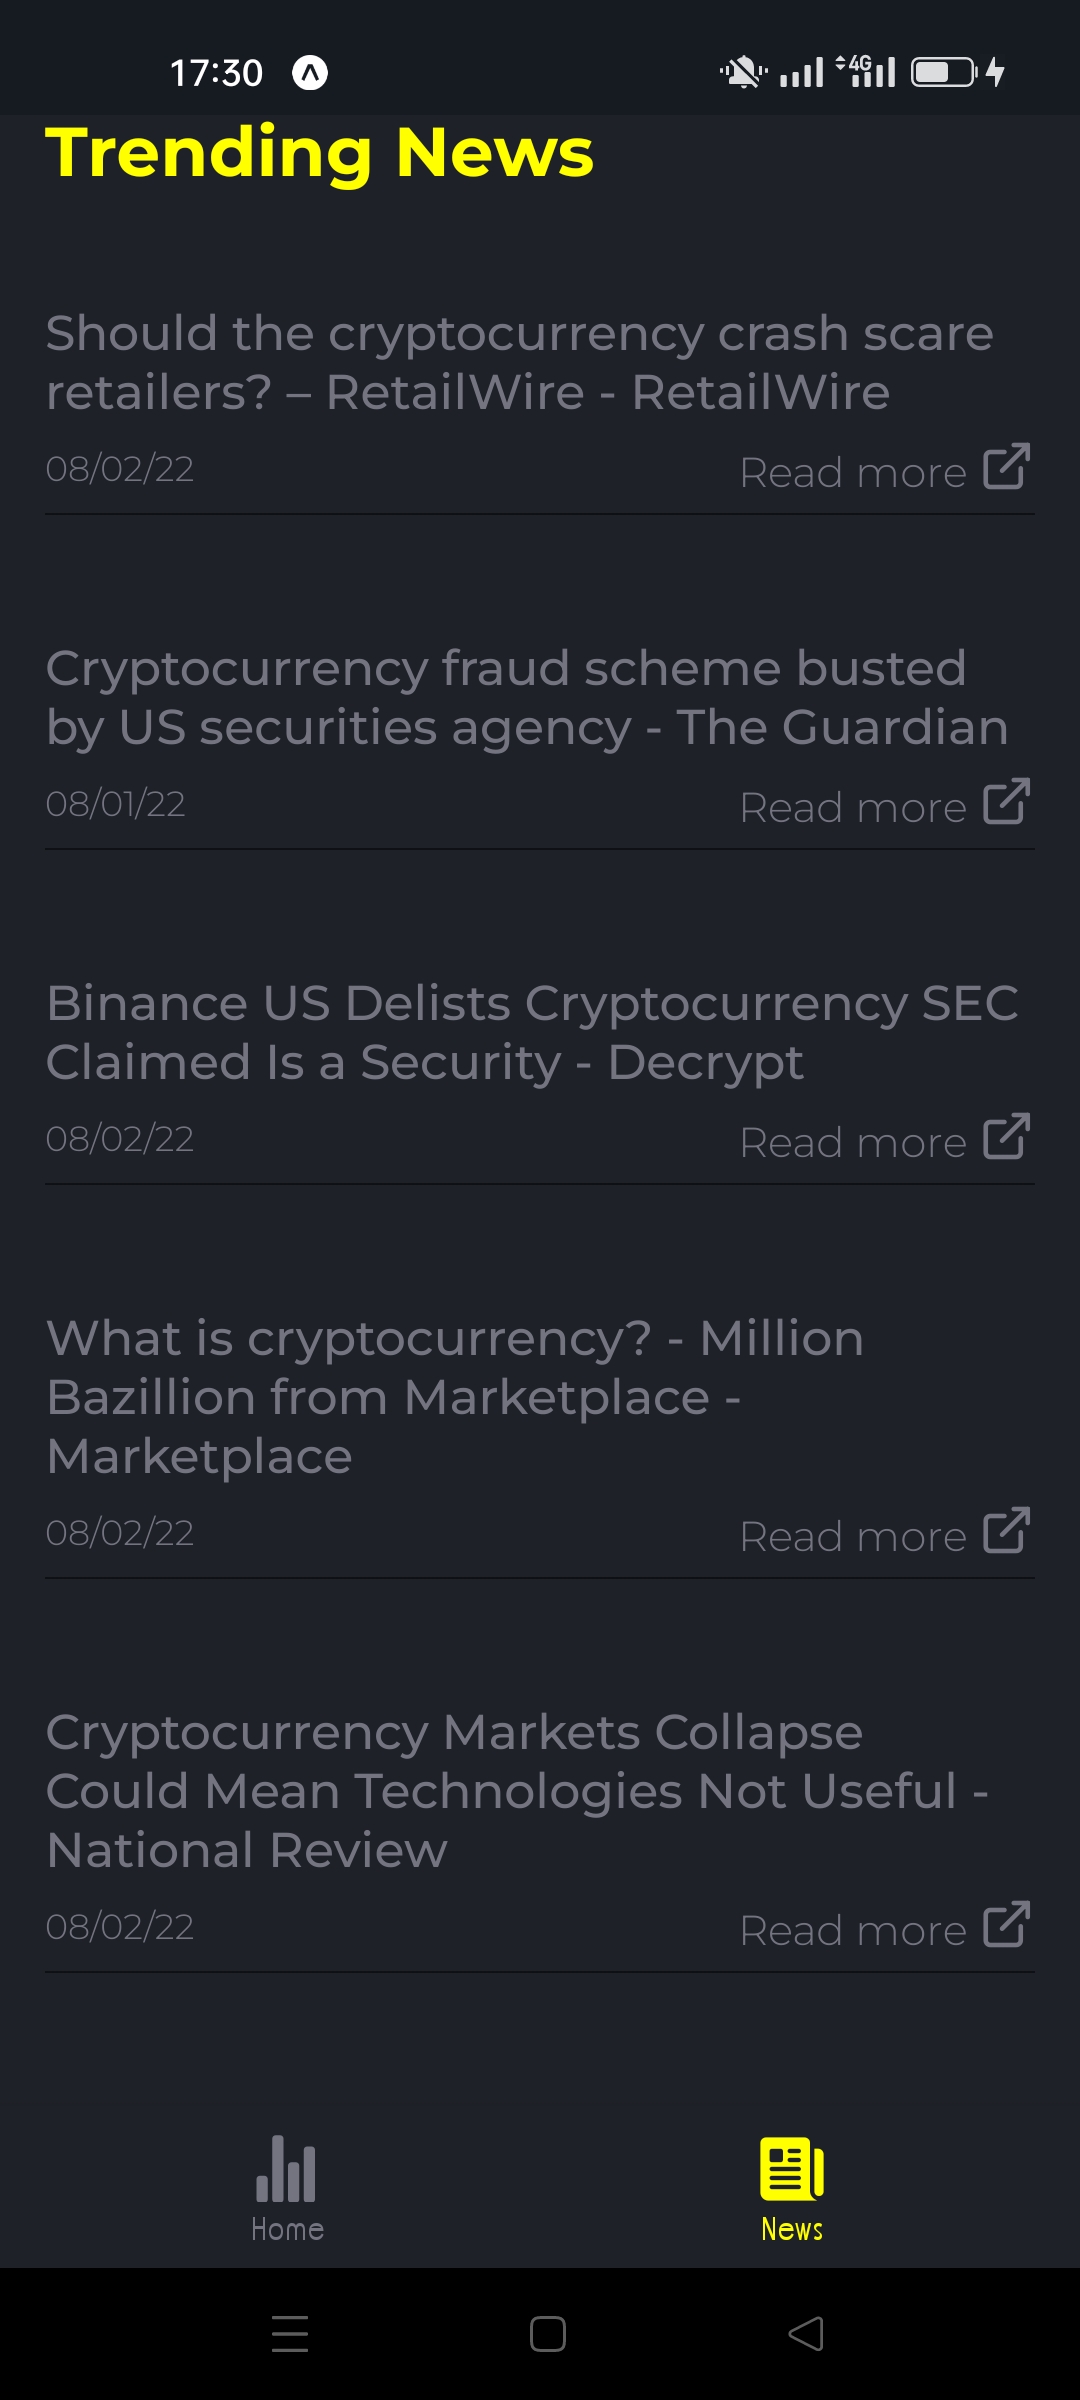 17:30
4G
Trending News
Should the cryptocurrency crash scare
retailers? – RetailWire - RetailWire
08/02/22
Read more
Cryptocurrency fraud scheme busted
by US securities agency - The Guardian
08/01/22
Read more
Binance US Delists Cryptocurrency SEC
Claimed Is a Security - Decrypt
08/02/22
Read more
What is cryptocurrency? - Million
Bazillion from Marketplace -
Marketplace
08/02/22
Read more
Cryptocurrency Markets Collapse
Could Mean Technologies Not Useful -
National Review
08/02/22
Read more
Home
News